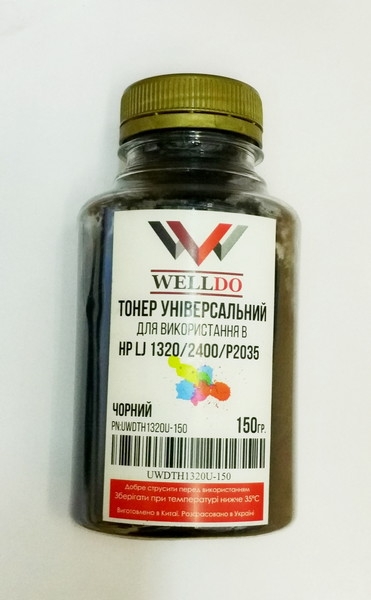 WELLDO
ТОНЕР УНІВЕРСАЛЬНИЙ
ДЛЯ ВИКОРИСТАННЯ В
HP LJ 1320/2400/P2035
ЧОРНИЙ
PN:UWDTH1320U-150
150ГР.
UWDTH1320U-150
Добре струсити перед використанням
Зберігати при температурі нижче 35°С
Виготовлено в Китаї. Розфасовано в Україні